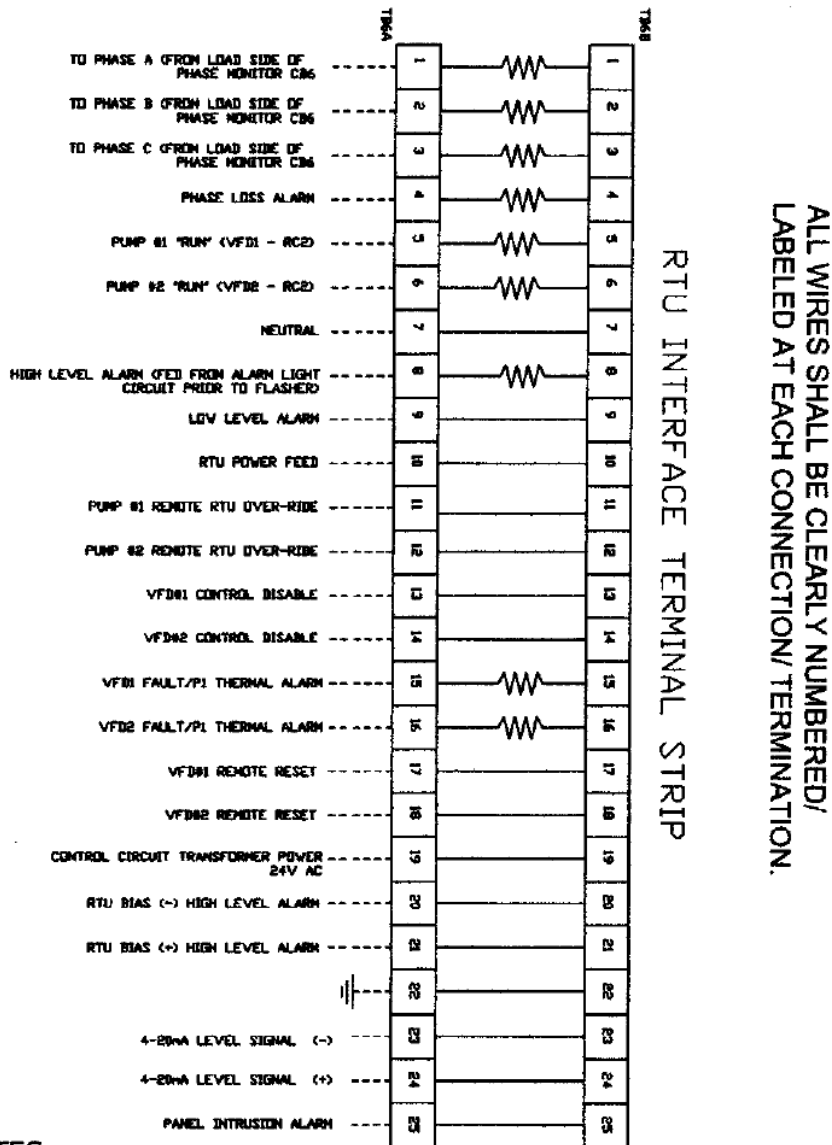 TB6A
TB6B
TO PHASE A (FROM LOAD SIDE OF
PHASE MONITOR CB6
TO PHASE B (FROM LOAD SIDE OF
PHASE MONITOR CB6
TO PHASE C (FROM LOAD SIDE OF
PHASE MONITOR CB6
PHASE LOSS ALARM
PUMP #1 "RUN" (VFD1 - RC2)
PUMP #2 "RUN" (VFD2 - RC2)
NEUTRAL
HIGH LEVEL ALARM (FED FROM ALARM LIGHT
CIRCUIT PRIOR TO FLASHER)
LOW LEVEL ALARM
RTU POWER FEED
PUMP #1 REMOTE RTU OVER-RIDE
PUMP #2 REMOTE RTU OVER-RIDE
VFD#1 CONTROL DISABLE
VFD#2 CONTROL DISABLE
VFD1 FAULT/P1 THERMAL ALARM
VFD2 FAULT/P1 THERMAL ALARM
VFD#1 REMOTE RESET
VFD#2 REMOTE RESET
CONTROL CIRCUIT TRANSFORMER POWER
24V AC
RTU BIAS (-) HIGH LEVEL ALARM
RTU BIAS (+) HIGH LEVEL ALARM
4-20mA LEVEL SIGNAL (-)
4-20mA LEVEL SIGNAL (+)
PANEL INTRUSION ALARM
1 1
2 2
3 3
4 4
5 5
6 6
7 7
8 8
9 9
10 10
11 11
12 12
13 13
14 14
15 15
16 16
17 17
18 18
19 19
20 20
21 21
22 22
23 23
24 24
25 25
RTU INTERFACE TERMINAL STRIP
ALL WIRES SHALL BE CLEARLY NUMBERED/
LABELED AT EACH CONNECTION/ TERMINATION.